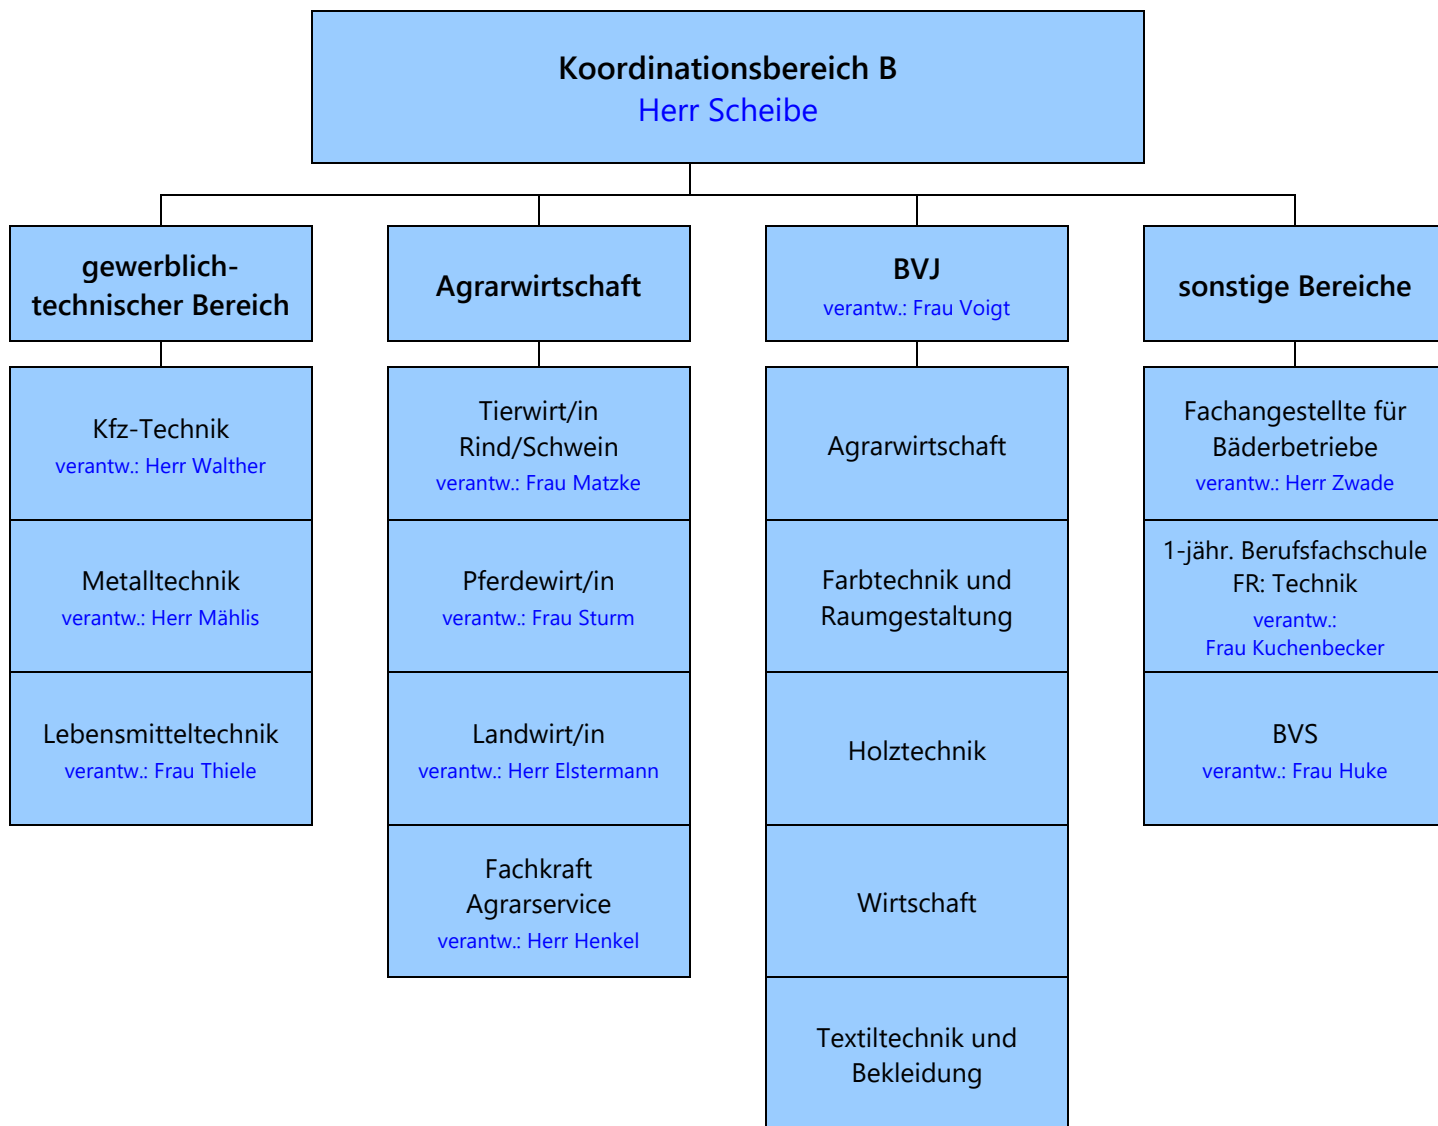 Koordinationsbereich B
Herr Scheibe
gewerblich-
technischer Bereich
Kfz-Technik
verantw.: Herr Walther
Metalltechnik
verantw.: Herr Mählis
Lebensmitteltechnik
verantw.: Frau Thiele
Agrarwirtschaft
Tierwirt/in
Rind/Schwein
verantw.: Frau Matzke
Pferdewirt/in
verantw.: Frau Sturm
Landwirt/in
verantw.: Herr Elstermann
Fachkraft
Agrarservice
verantw.: Herr Henkel
BVJ
verantw.: Frau Voigt
Agrarwirtschaft
Farbtechnik und
Raumgestaltung
Holztechnik
Wirtschaft
Textiltechnik und
Bekleidung
sonstige Bereiche
Fachangestellte für
Bäderbetriebe
verantw.: Herr Zwade
1-jähr. Berufsfachschule
FR: Technik
verantw.:
Frau Kuchenbecker
BVS
verantw.: Frau Huke